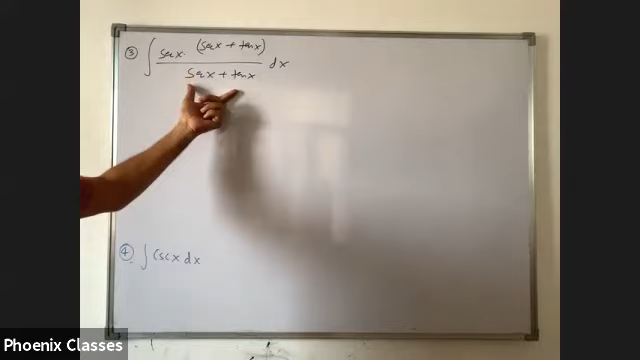 ③ ∫ sec x · (sec x + tan x) / sec x + tan x dx
④ ∫ csc x dx
Phoenix Classes